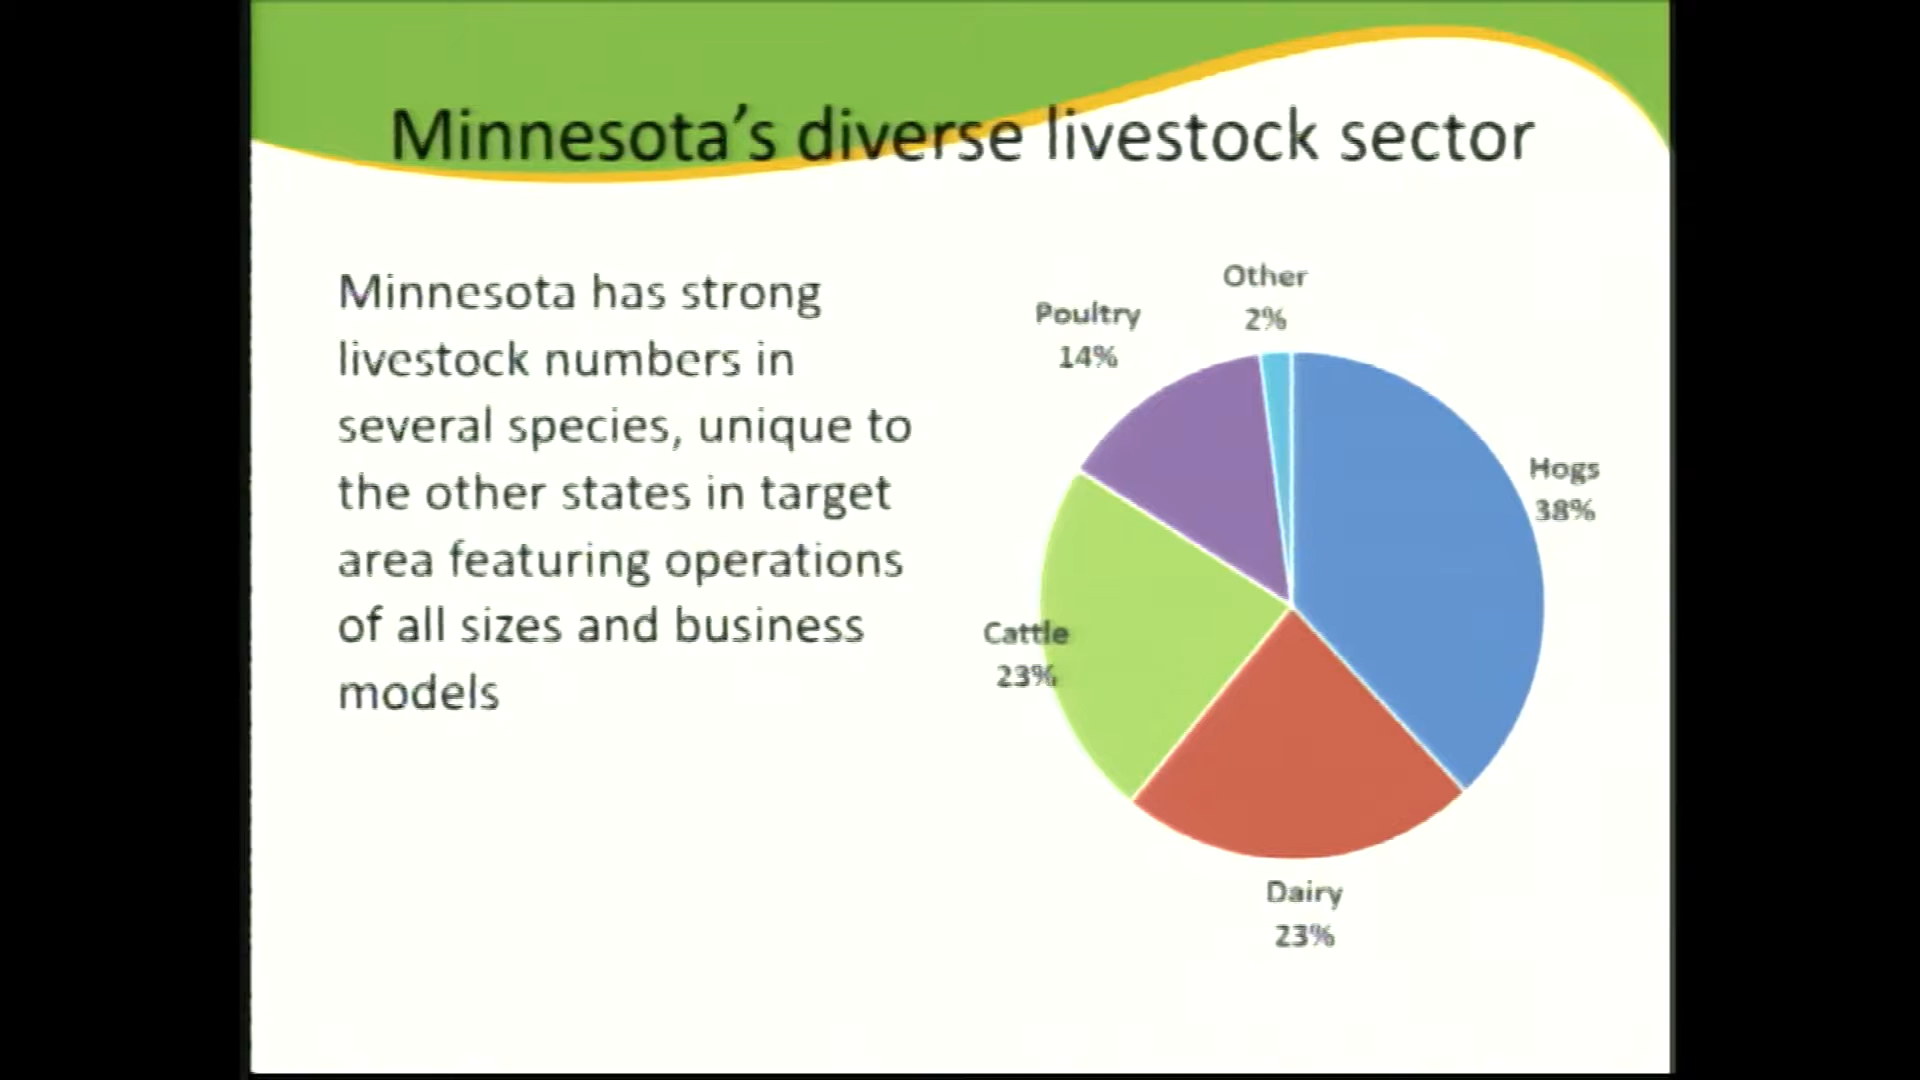 Minnesota's diverse livestock sector
Minnesota has strong
livestock numbers in
several species, unique to
the other states in target
area featuring operations
of all sizes and business
models
Other
2%
Poultry
14%
Hogs
38%
Cattle
23%
Dairy
23%